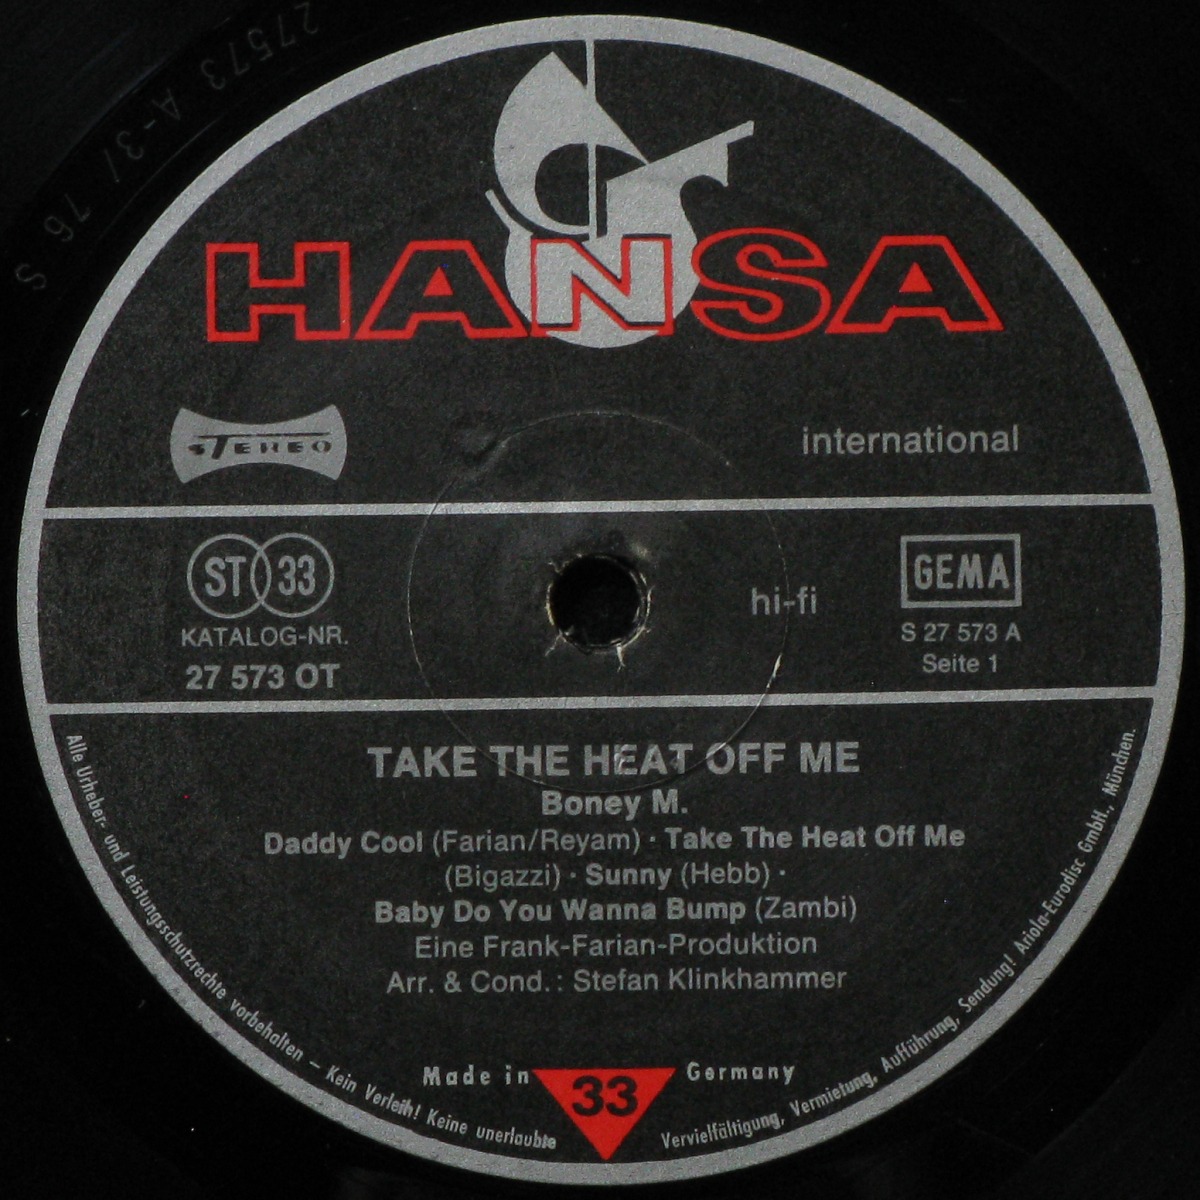 27573 A-3/ 76 S
HANSA
STEREO
international
ST 33
KATALOG-NR.
27 573 OT
hi-fi
GEMA
S 27 573 A
Seite 1
TAKE THE HEAT OFF ME
Boney M.
Daddy Cool (Farian/Reyam) · Take The Heat Off Me
(Bigazzi) · Sunny (Hebb) ·
Baby Do You Wanna Bump (Zambi)
Eine Frank-Farian-Produktion
Arr. & Cond.: Stefan Klinkhammer
Made in 33 Germany
Alle Urheber- und Leistungsschutzrechte vorbehalten – Kein Verleih! Keine unerlaubte Vervielfältigung, Vermietung, Aufführung, Sendung! Ariola-Eurodisc GmbH., München.